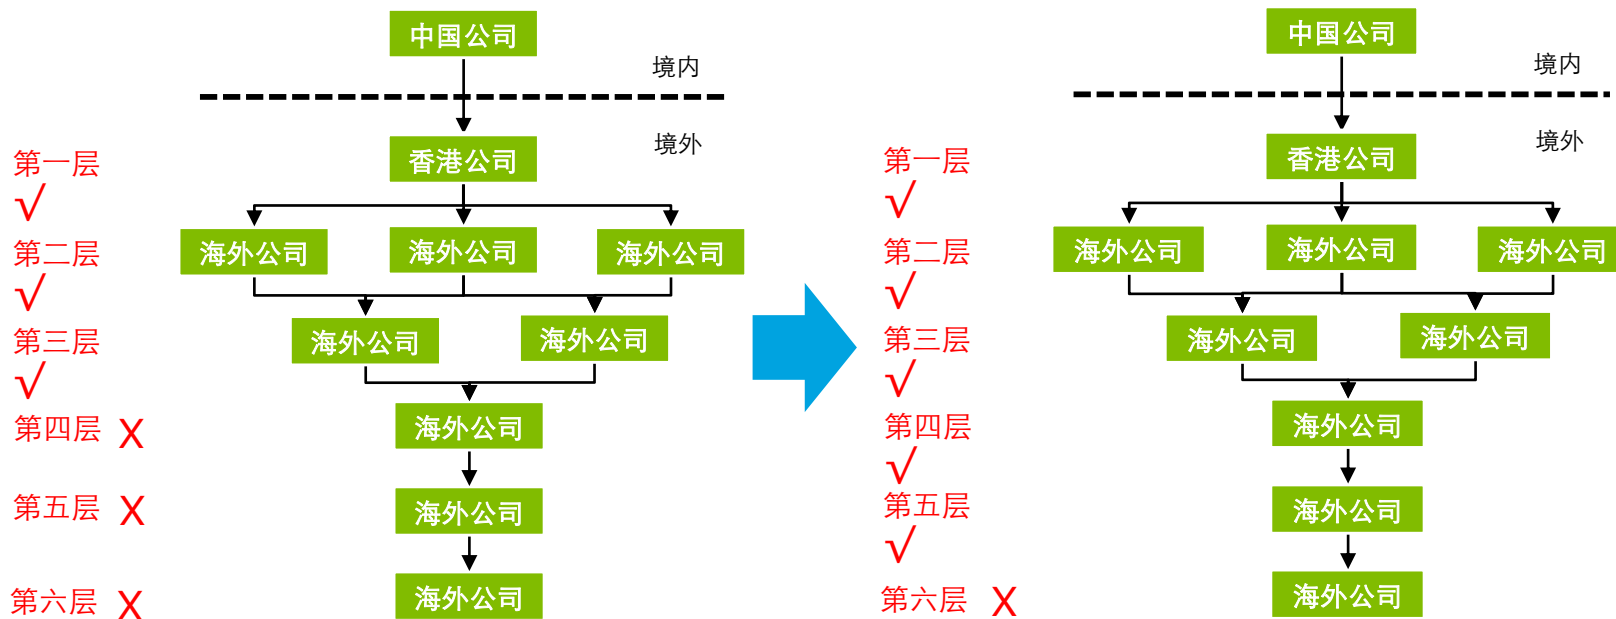 中国公司
境内
境外
第一层
√
香港公司
第二层
√
海外公司
海外公司
海外公司
第三层
√
海外公司
海外公司
第四层 X
海外公司
第五层 X
海外公司
第六层 X
海外公司
中国公司
境内
境外
第一层
√
香港公司
第二层
√
海外公司
海外公司
海外公司
第三层
√
海外公司
海外公司
第四层
√
海外公司
第五层
√
海外公司
第六层 X
海外公司